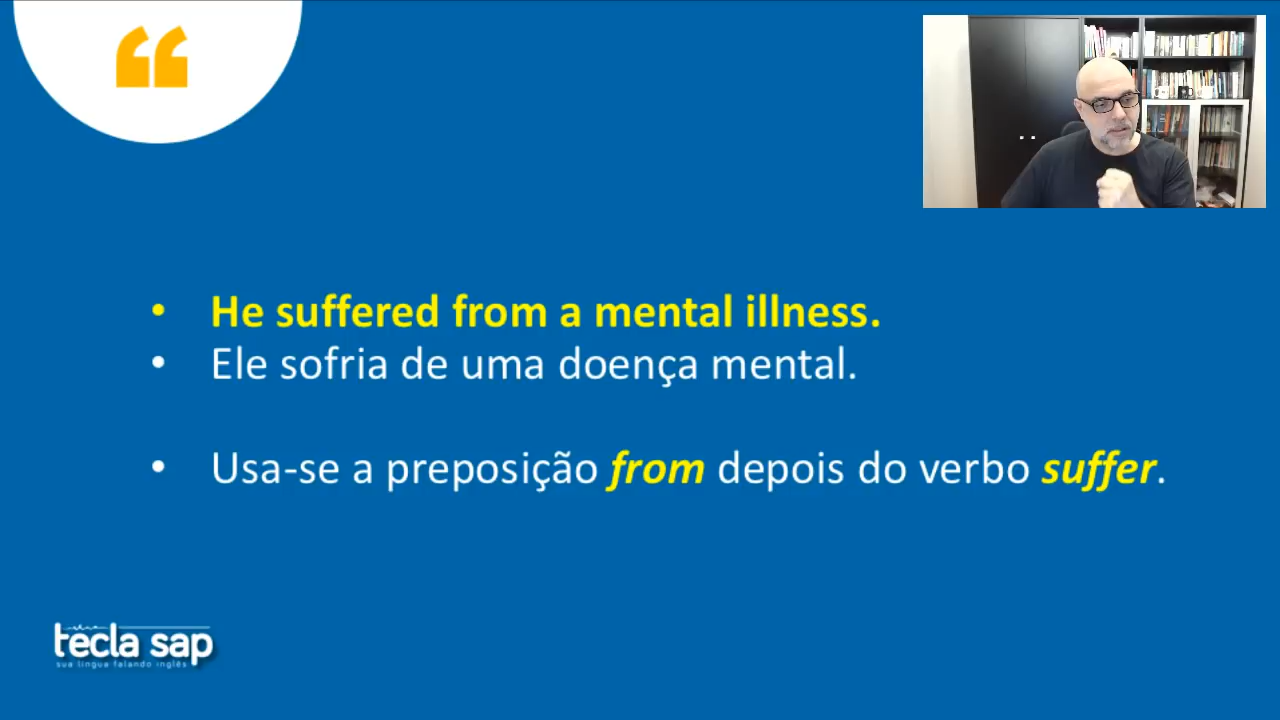 “
• He suffered from a mental illness.
• Ele sofria de uma doença mental.
• Usa-se a preposição from depois do verbo suffer.
tecla sap
sua língua falando inglês